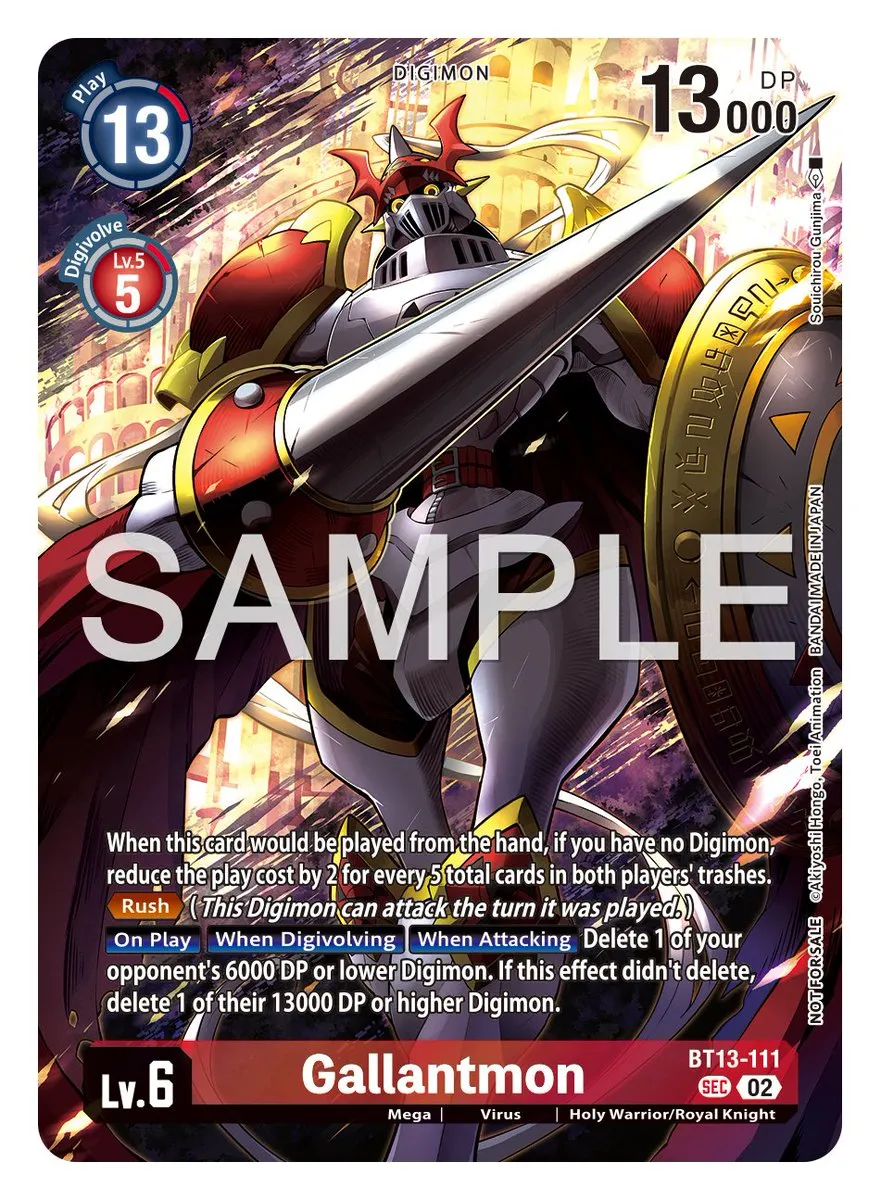 DIGIMON
Play
13
13000
DP
Digivolve
Lv.5
5
Souichirou Gunjima
SAMPLE
NOT FOR SALE ©Akiyoshi Hongo, Toei Animation BANDAI MADE IN JAPAN
When this card would be played from the hand, if you have no Digimon,
reduce the play cost by 2 for every 5 total cards in both players' trashes.
Rush (This Digimon can attack the turn it was played.)
On Play When Digivolving When Attacking Delete 1 of your
opponent's 6000 DP or lower Digimon. If this effect didn't delete,
delete 1 of their 13000 DP or higher Digimon.
Lv.6
Gallantmon
BT13-111
SEC 02
Mega | Virus | Holy Warrior/Royal Knight